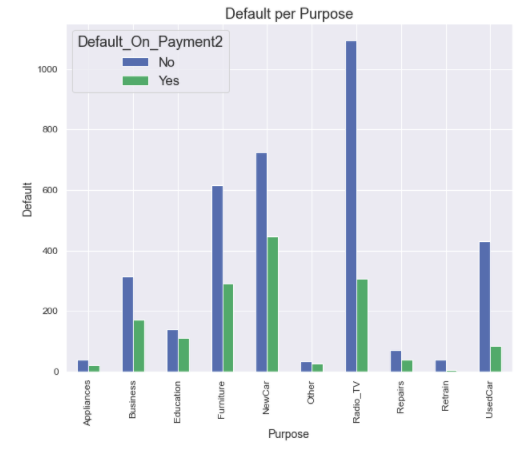 Default per Purpose
Default_On_Payment2
No
Yes
1000
800
600
400
200
0
Default
Appliances
Business
Education
Furniture
NewCar
Other
Radio_TV
Repairs
Retrain
UsedCar
Purpose